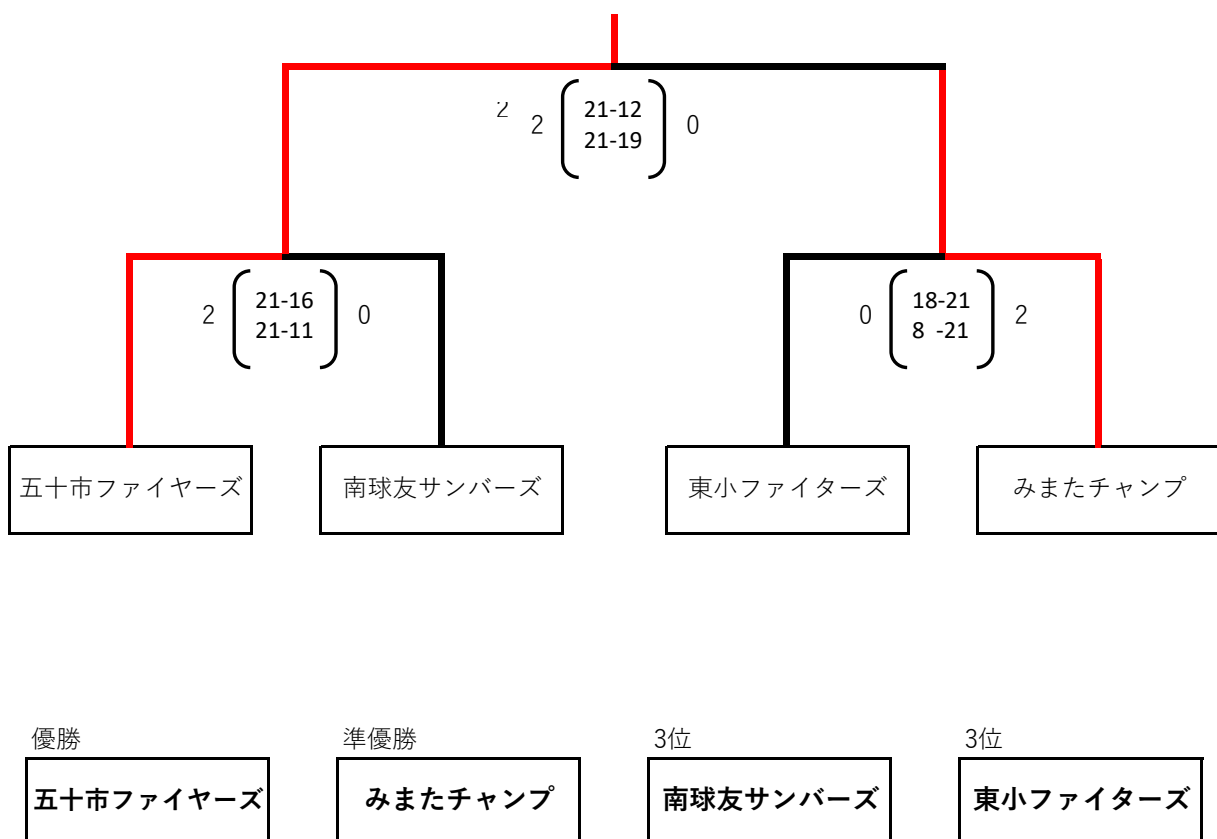 2 2 21-12 0
21-19
2 21-16 0
21-11
0 18-21 2
8 -21
五十市ファイヤーズ
南球友サンバーズ
東小ファイターズ
みまたチャンプ
優勝
準優勝
3位
3位
五十市ファイヤーズ
みまたチャンプ
南球友サンバーズ
東小ファイターズ